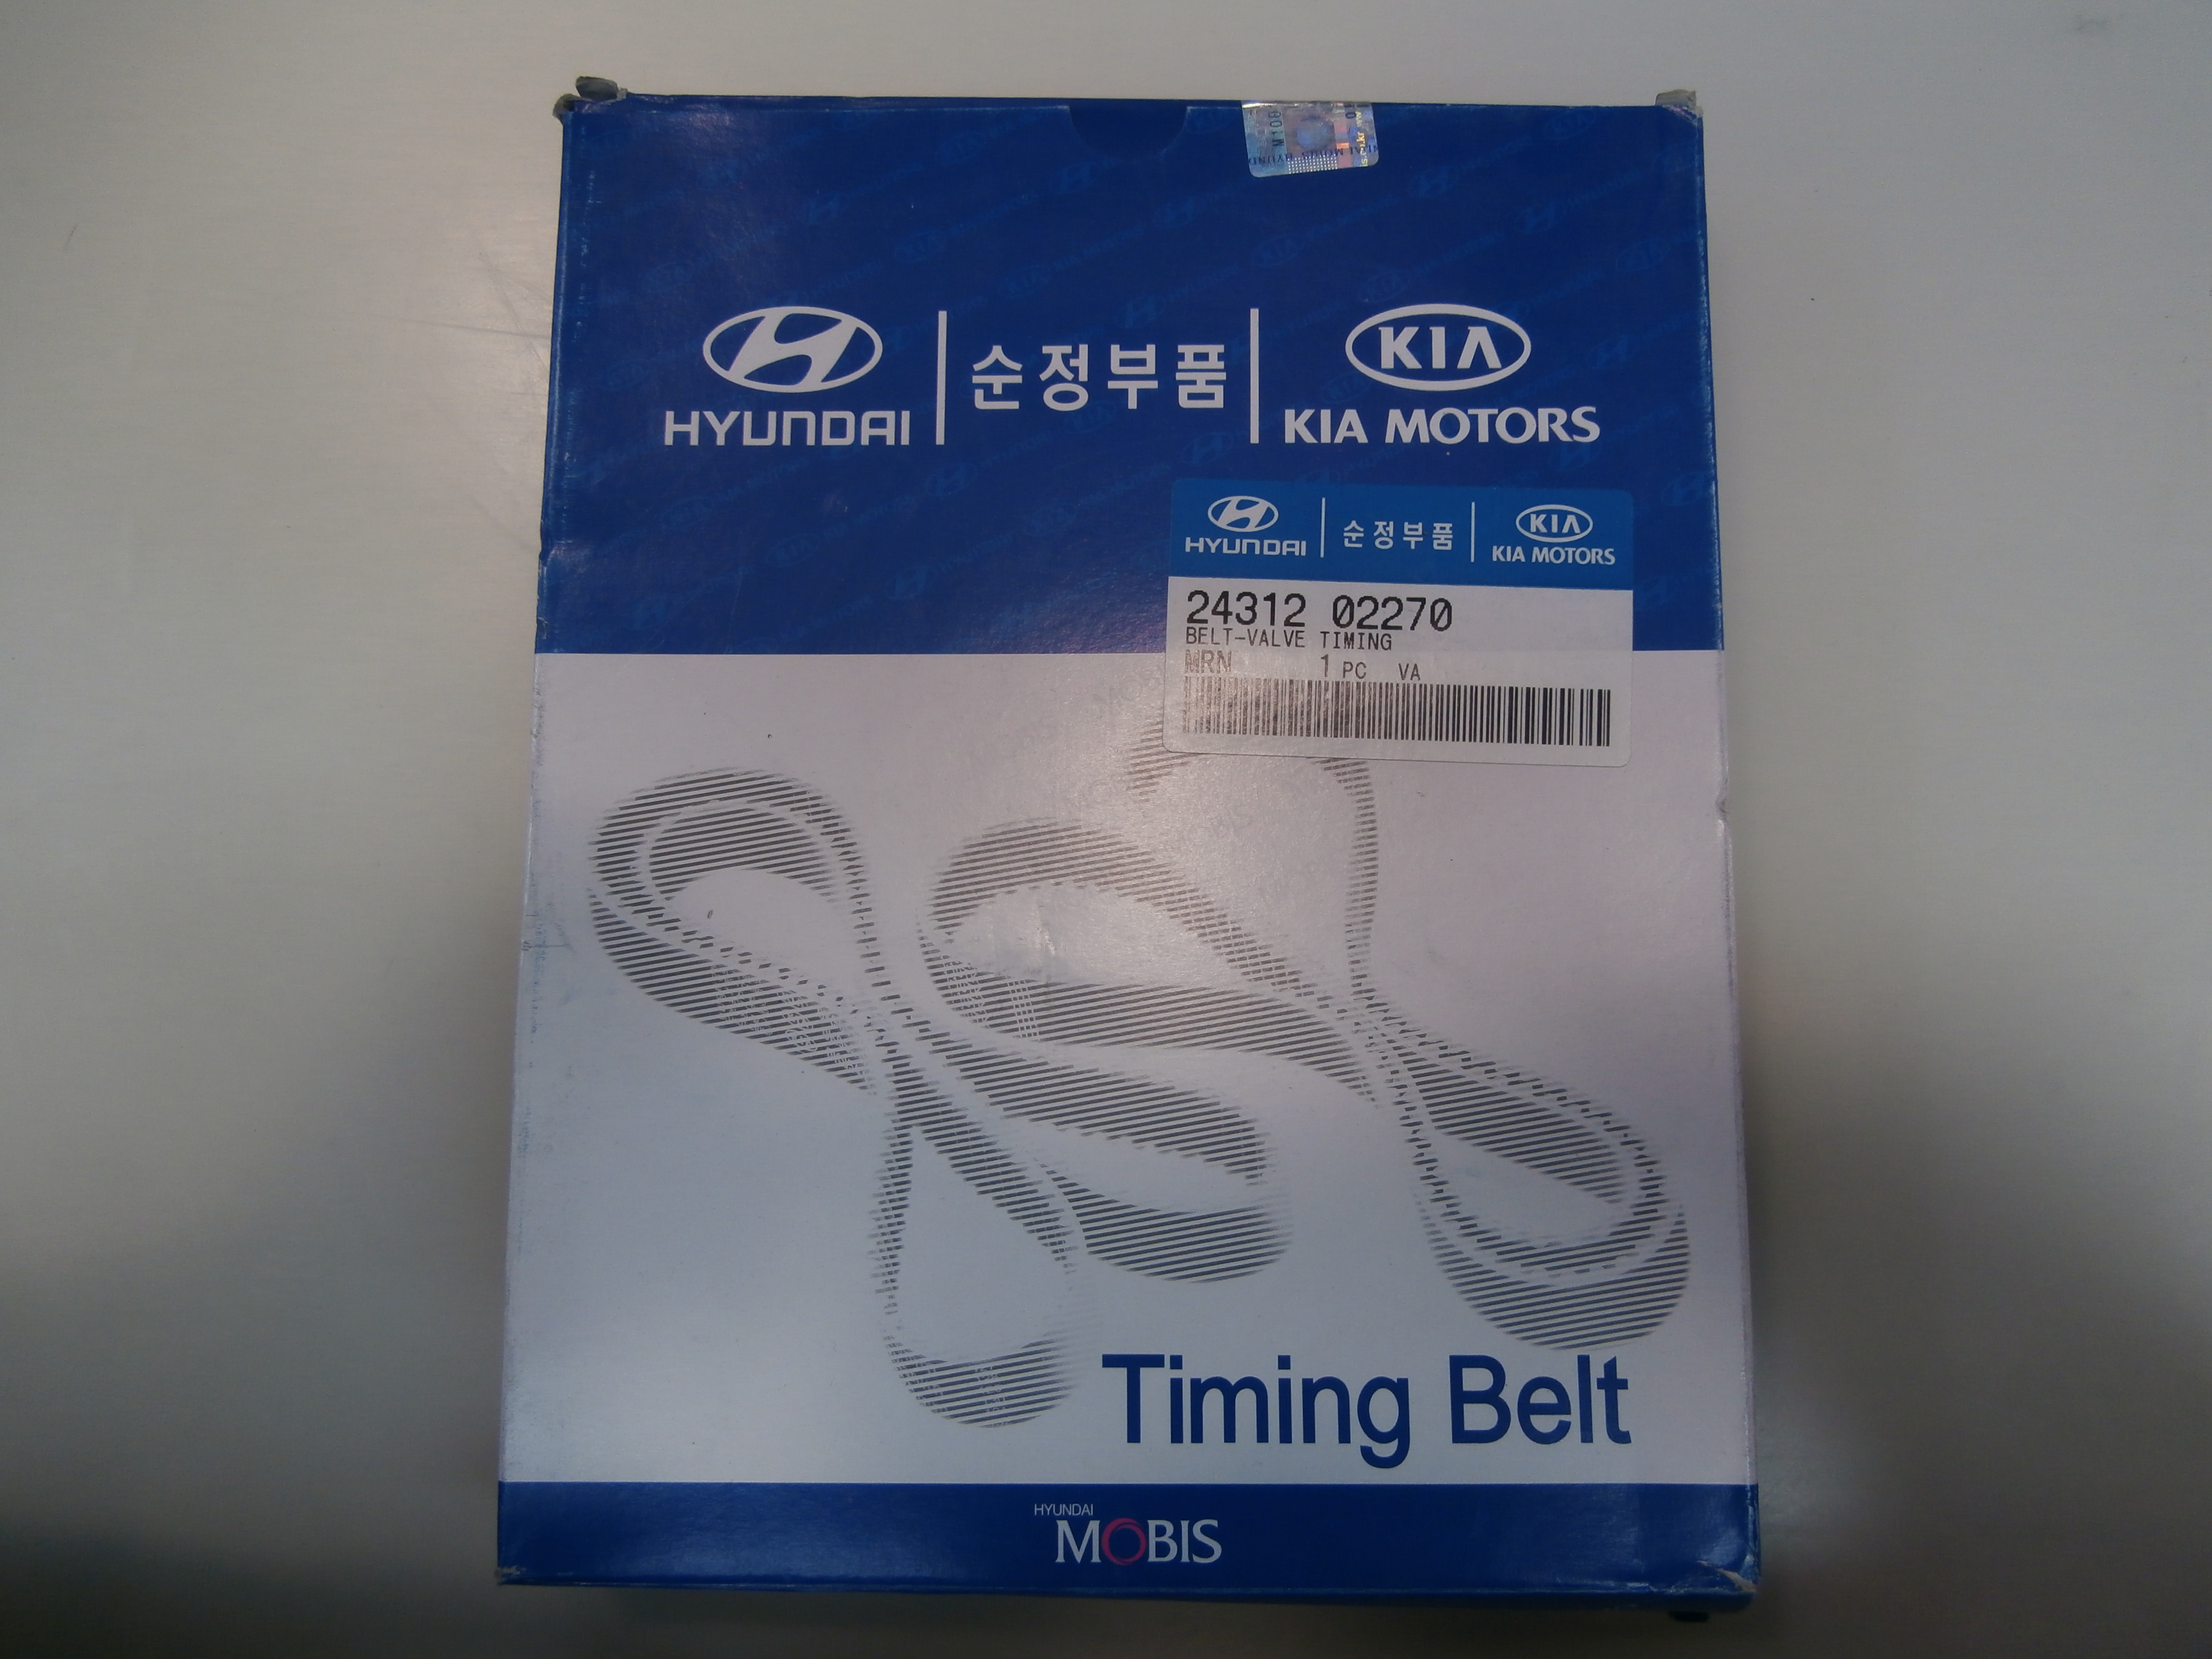 HYUNDAI
순정부품
KIA
KIA MOTORS
HYUNDAI
순정부품
KIA
KIA MOTORS
24312 02270
BELT-VALVE TIMING
MRN 1 PC VA
Timing Belt
HYUNDAI
MOBIS